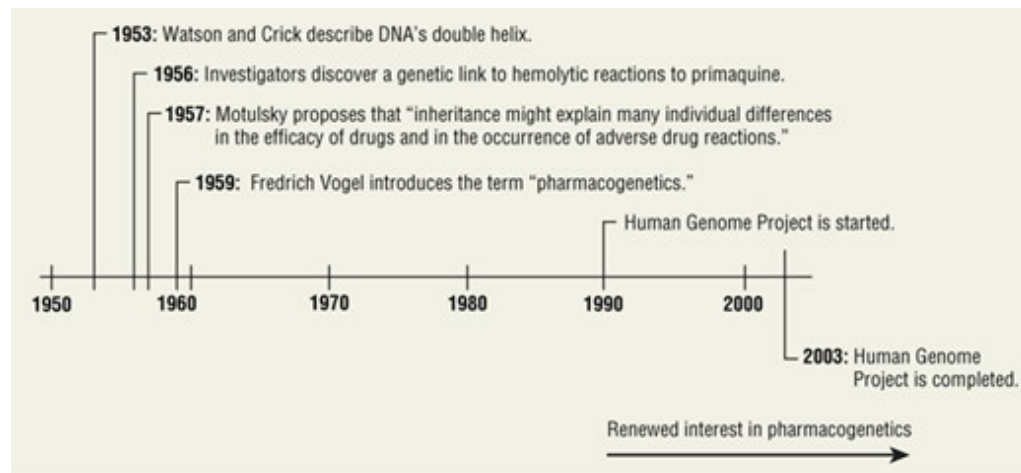 1953: Watson and Crick describe DNA's double helix.
1956: Investigators discover a genetic link to hemolytic reactions to primaquine.
1957: Motulsky proposes that “inheritance might explain many individual differences
in the efficacy of drugs and in the occurrence of adverse drug reactions.”
1959: Fredrich Vogel introduces the term “pharmacogenetics.”
Human Genome Project is started.
1950 1960 1970 1980 1990 2000
2003: Human Genome
Project is completed.
Renewed interest in pharmacogenetics